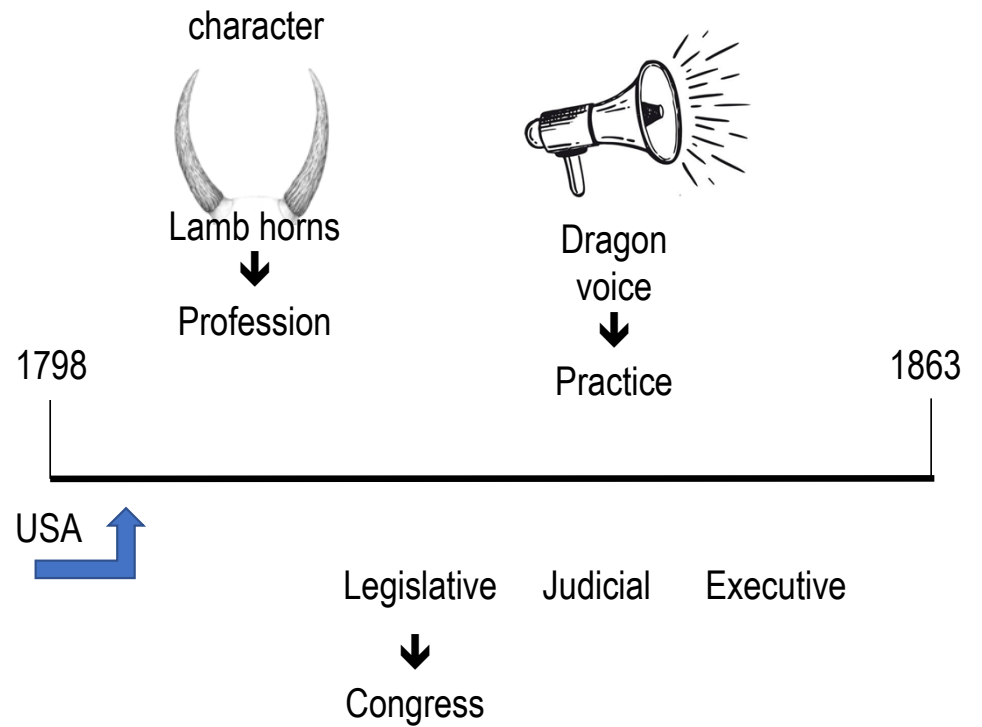 character
Lamb horns
Profession
Dragon
voice
Practice
1798
1863
USA
Legislative Judicial Executive
Congress